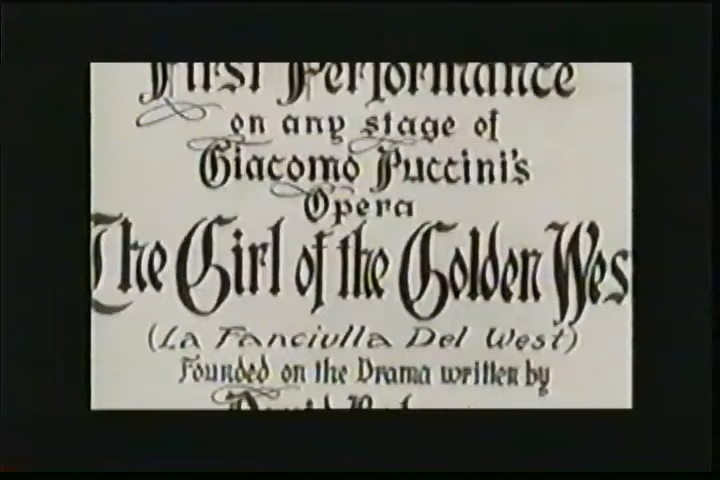 First Performance
on any stage of
Giacomo Puccini's
Opera
The Girl of the Golden Wes
(La Fanciulla Del West)
Founded on the Drama written by